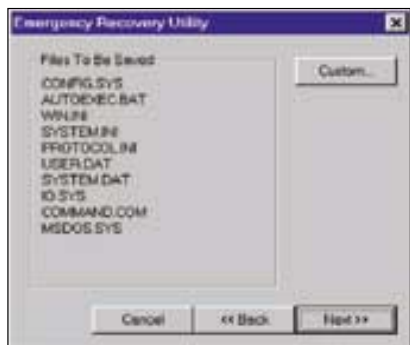 Emergency Recovery Utility
Files To Be Saved
CONFIG.SYS
AUTOEXEC.BAT
WIN.INI
SYSTEM.INI
PROTOCOL.INI
USER.DAT
SYSTEM.DAT
IO.SYS
COMMAND.COM
MSDOS.SYS
Custom...
Cancel
<< Back
Next >>